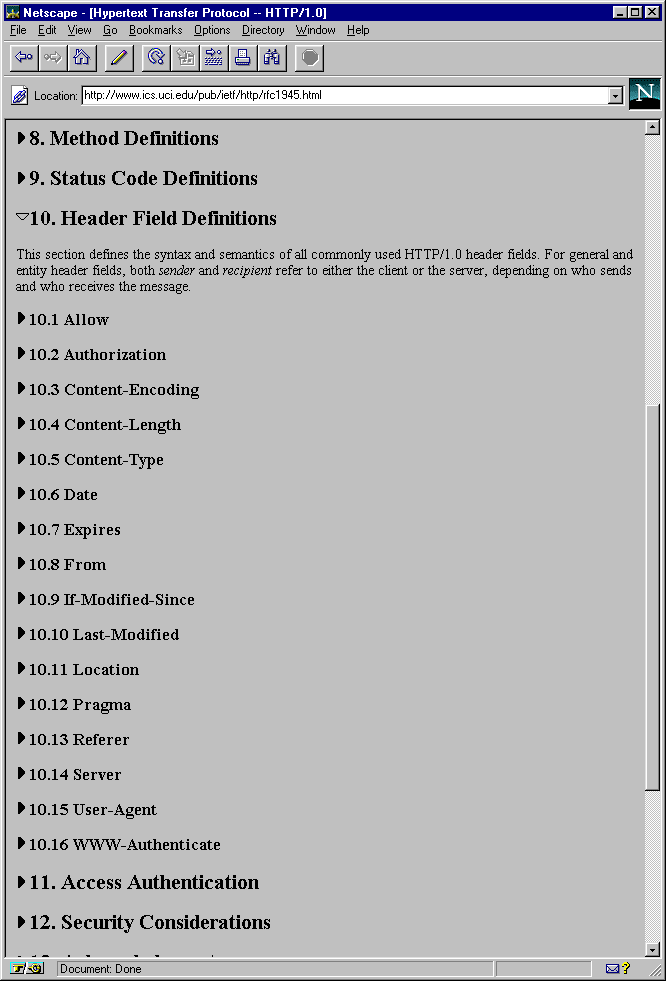 Netscape - [Hypertext Transfer Protocol -- HTTP/1.0]
File Edit View Go Bookmarks Options Directory Window Help
Location: http://www.ics.uci.edu/pub/ietf/http/rfc1945.html
N
8. Method Definitions
9. Status Code Definitions
10. Header Field Definitions
This section defines the syntax and semantics of all commonly used HTTP/1.0 header fields. For general and
entity header fields, both sender and recipient refer to either the client or the server, depending on who sends
and who receives the message.
10.1 Allow
10.2 Authorization
10.3 Content-Encoding
10.4 Content-Length
10.5 Content-Type
10.6 Date
10.7 Expires
10.8 From
10.9 If-Modified-Since
10.10 Last-Modified
10.11 Location
10.12 Pragma
10.13 Referer
10.14 Server
10.15 User-Agent
10.16 WWW-Authenticate
11. Access Authentication
12. Security Considerations
Document: Done
?